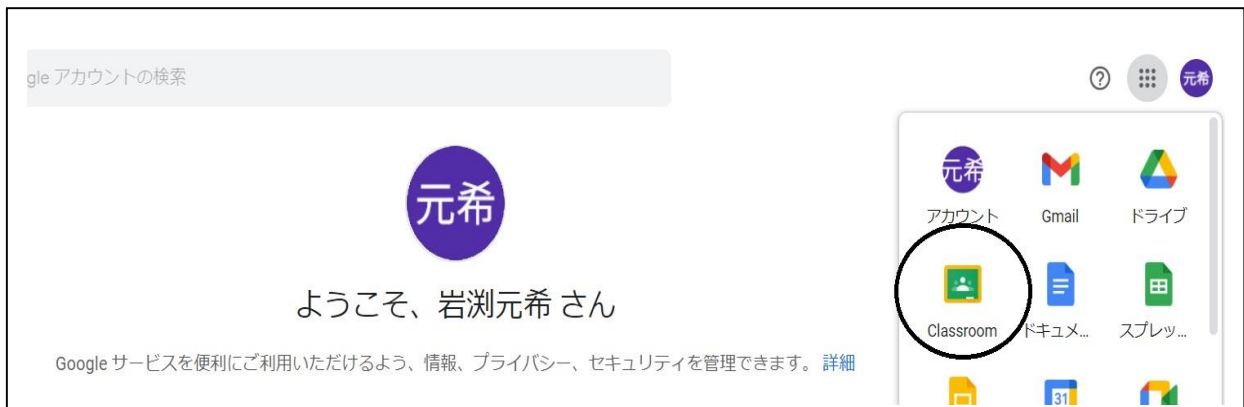 gle アカウントの検索
元希
元希
ようこそ、岩渕元希 さん
Google サービスを便利にご利用いただけるよう、情報、プライバシー、セキュリティを管理できます。 詳細
元希
アカウント
Gmail
ドライブ
Classroom
ドキュメ...
スプレッ...
31